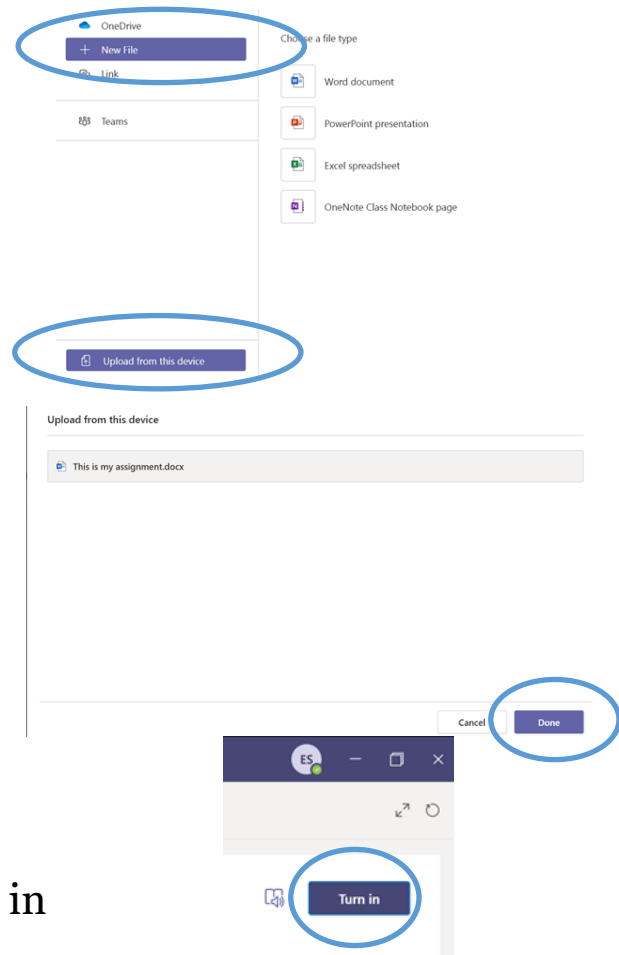 OneDrive
New File
Link
Teams
Choose a file type
Word document
PowerPoint presentation
Excel spreadsheet
OneNote Class Notebook page
Upload from this device
Upload from this device
This is my assignment.docx
Cancel
Done
ES
Turn in
in